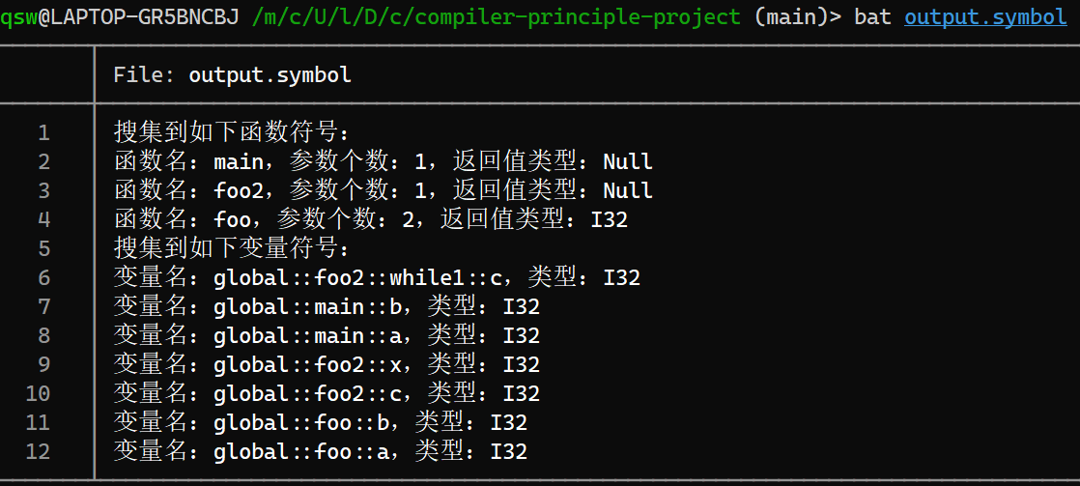 qsw@LAPTOP-GR5BNCBJ /m/c/U/l/D/c/compiler-principle-project (main)> bat output.symbol
File: output.symbol
1 搜集到如下函数符号：
2 函数名：main，参数个数：1，返回值类型：Null
3 函数名：foo2，参数个数：1，返回值类型：Null
4 函数名：foo，参数个数：2，返回值类型：I32
5 搜集到如下变量符号：
6 变量名：global::foo2::while1::c，类型：I32
7 变量名：global::main::b，类型：I32
8 变量名：global::main::a，类型：I32
9 变量名：global::foo2::x，类型：I32
10 变量名：global::foo2::c，类型：I32
11 变量名：global::foo::b，类型：I32
12 变量名：global::foo::a，类型：I32